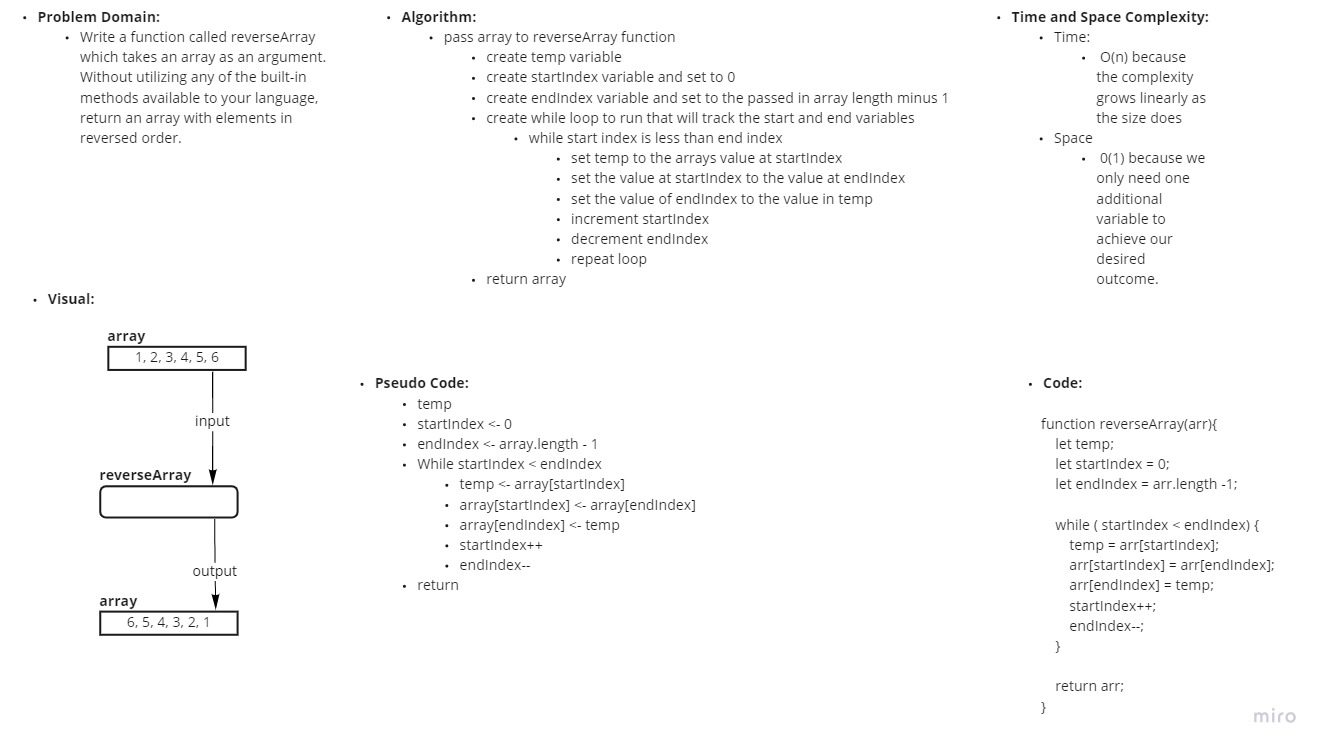 Problem Domain:
Write a function called reverseArray
which takes an array as an argument.
Without utilizing any of the built-in
methods available to your language,
return an array with elements in
reversed order.
Algorithm:
pass array to reverseArray function
create temp variable
create startIndex variable and set to 0
create endIndex variable and set to the passed in array length minus 1
create while loop to run that will track the start and end variables
while start index is less than end index
set temp to the arrays value at startIndex
set the value at startIndex to the value at endIndex
set the value of endIndex to the value in temp
increment startIndex
decrement endIndex
repeat loop
return array
Time and Space Complexity:
Time:
O(n) because
the complexity
grows linearly as
the size does
Space
0(1) because we
only need one
additional
variable to
achieve our
desired
outcome.
Visual:
array
1, 2, 3, 4, 5, 6
input
reverseArray
output
array
6, 5, 4, 3, 2, 1
Pseudo Code:
temp
startIndex <- 0
endIndex <- array.length - 1
While startIndex < endIndex
temp <- array[startIndex]
array[startIndex] <- array[endIndex]
array[endIndex] <- temp
startIndex++
endIndex--
return
Code:
function reverseArray(arr){
let temp;
let startIndex = 0;
let endIndex = arr.length -1;
while ( startIndex < endIndex) {
temp = arr[startIndex];
arr[startIndex] = arr[endIndex];
arr[endIndex] = temp;
startIndex++;
endIndex--;
}
return arr;
}
miro